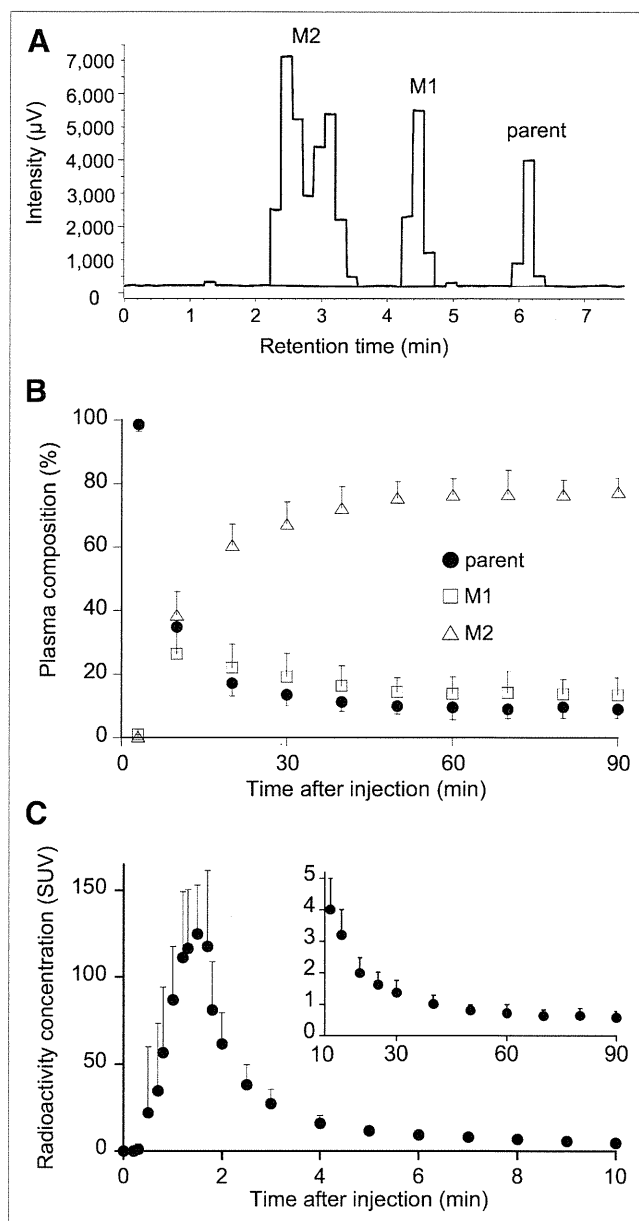 A
M2
M1
parent
7,000
6,000
5,000
4,000
3,000
2,000
1,000
0
Intensity (µV)
0 1 2 3 4 5 6 7
Retention time (min)
B
100
80
60
40
20
0
Plasma composition (%)
parent
M1
M2
0 30 60 90
Time after injection (min)
C
150
100
50
0
Radioactivity concentration (SUV)
5
4
3
2
1
0
10 30 60 90
0 2 4 6 8 10
Time after injection (min)